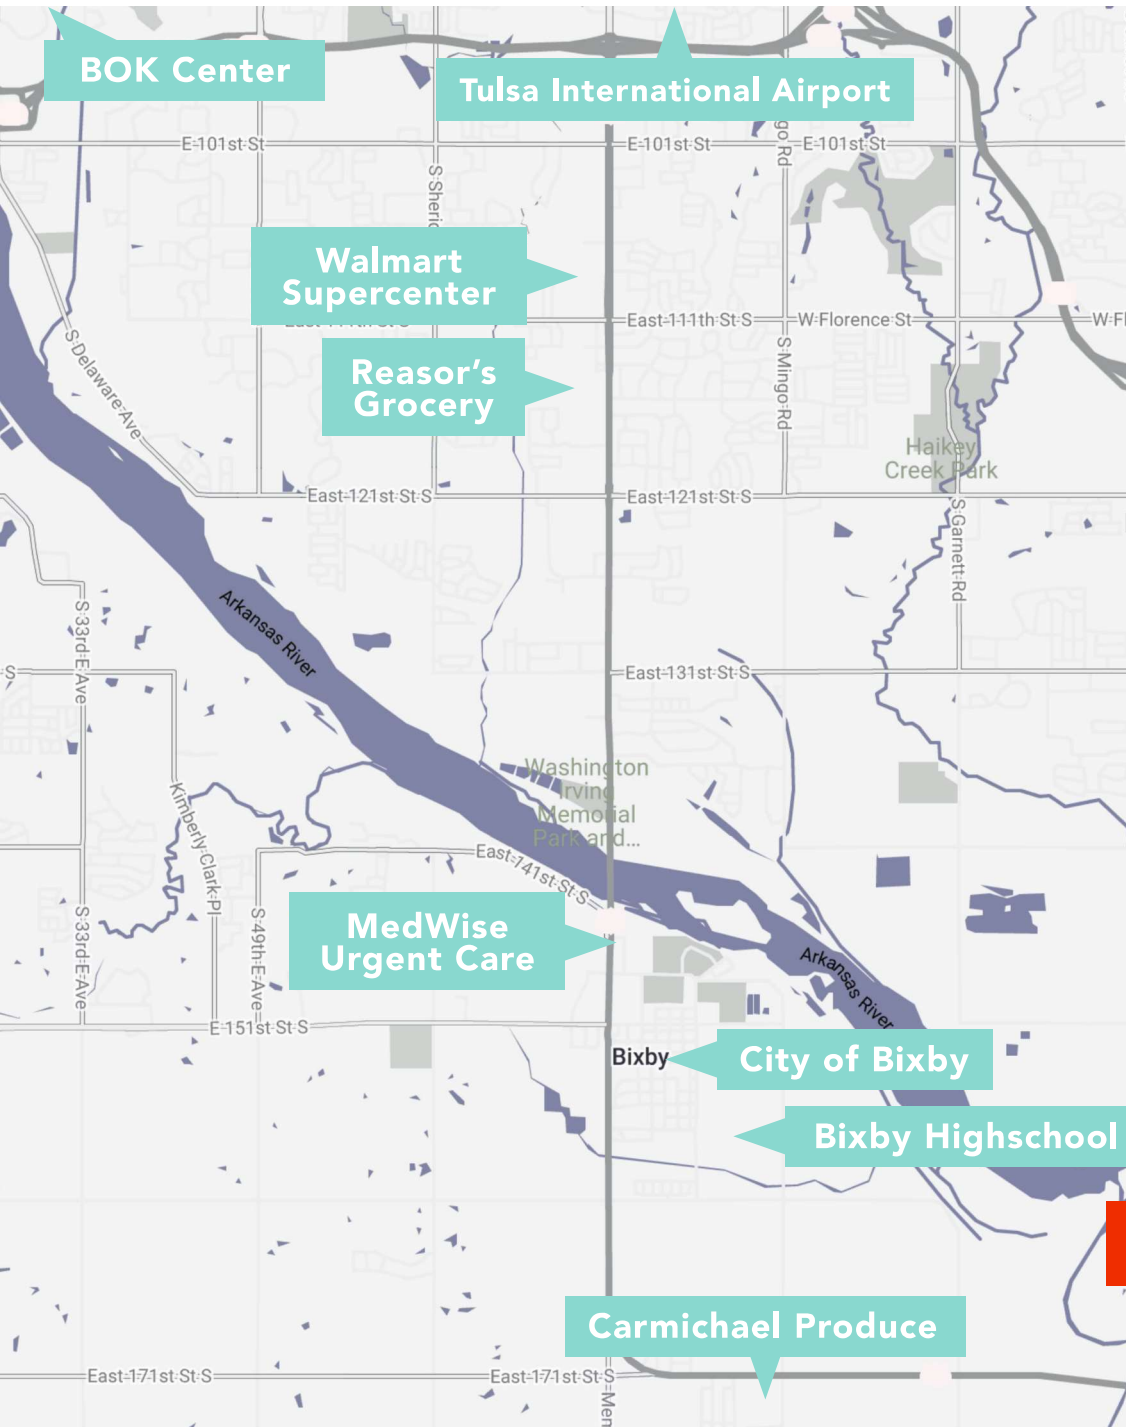 BOK Center
Tulsa International Airport
E 101st St
E 101st St
go Rd
E 101st St
S Sheric
Walmart
Supercenter
East 111th St S
W Florence St
W Fl
S Delaware Ave
Reasor's
Grocery
S Mingo Rd
Haikey
Creek Park
East 121st St S
East 121st St S
S Garnett Rd
Arkansas River
S 33rd E Ave
S
East 131st St S
Washington
Irving
Memorial
Park and...
Kimberly Clark Pl
East 141st St S
S 33rd E Ave
S 49th E Ave
MedWise
Urgent Care
Arkansas River
E 151st St S
Bixby
City of Bixby
Bixby Highschool
Carmichael Produce
East 171st St S
East 171st St S
S Men